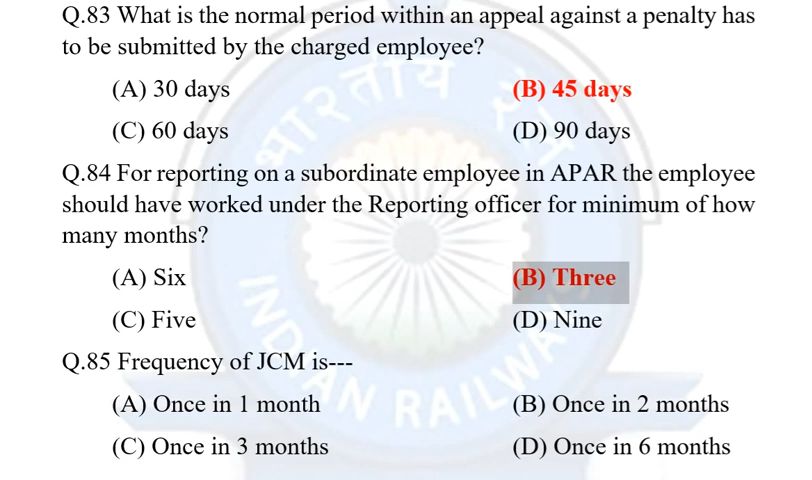 Q.83 What is the normal period within an appeal against a penalty has
to be submitted by the charged employee?
(A) 30 days (B) 45 days
(C) 60 days (D) 90 days
Q.84 For reporting on a subordinate employee in APAR the employee
should have worked under the Reporting officer for minimum of how
many months?
(A) Six (B) Three
(C) Five (D) Nine
Q.85 Frequency of JCM is---
(A) Once in 1 month (B) Once in 2 months
(C) Once in 3 months (D) Once in 6 months
भारतीय रेल
INDIAN RAILWAYS